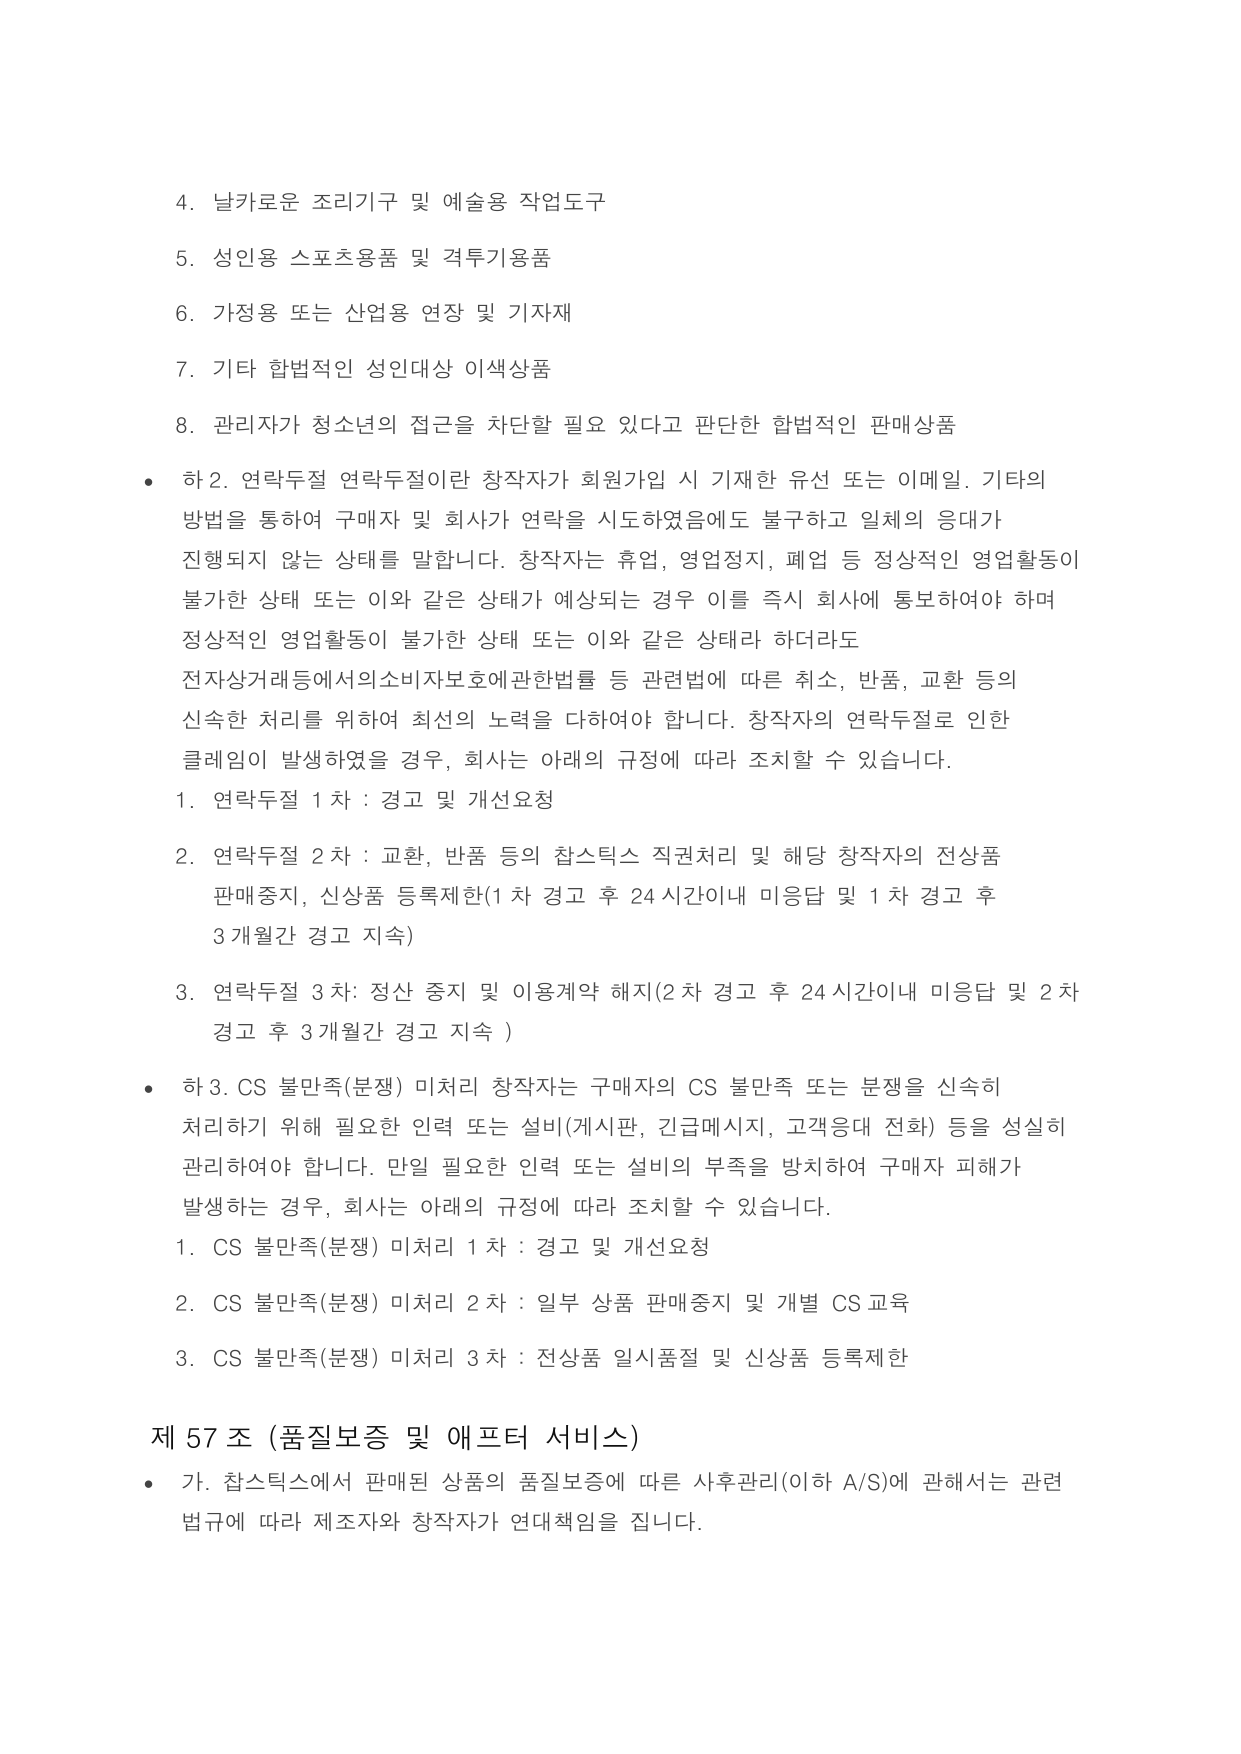 4. 날카로운 조리기구 및 예술용 작업도구
5. 성인용 스포츠용품 및 격투기용품
6. 가정용 또는 산업용 연장 및 기자재
7. 기타 합법적인 성인대상 이색상품
8. 관리자가 청소년의 접근을 차단할 필요 있다고 판단한 합법적인 판매상품
• 하 2. 연락두절 연락두절이란 창작자가 회원가입 시 기재한 유선 또는 이메일. 기타의
방법을 통하여 구매자 및 회사가 연락을 시도하였음에도 불구하고 일체의 응대가
진행되지 않는 상태를 말합니다. 창작자는 휴업, 영업정지, 폐업 등 정상적인 영업활동이
불가한 상태 또는 이와 같은 상태가 예상되는 경우 이를 즉시 회사에 통보하여야 하며
정상적인 영업활동이 불가한 상태 또는 이와 같은 상태라 하더라도
전자상거래등에서의소비자보호에관한법률 등 관련법에 따른 취소, 반품, 교환 등의
신속한 처리를 위하여 최선의 노력을 다하여야 합니다. 창작자의 연락두절로 인한
클레임이 발생하였을 경우, 회사는 아래의 규정에 따라 조치할 수 있습니다.
1. 연락두절 1 차 : 경고 및 개선요청
2. 연락두절 2 차 : 교환, 반품 등의 찹스틱스 직권처리 및 해당 창작자의 전상품
판매중지, 신상품 등록제한(1 차 경고 후 24 시간이내 미응답 및 1 차 경고 후
3 개월간 경고 지속)
3. 연락두절 3 차: 정산 중지 및 이용계약 해지(2 차 경고 후 24 시간이내 미응답 및 2 차
경고 후 3 개월간 경고 지속 )
• 하 3. CS 불만족(분쟁) 미처리 창작자는 구매자의 CS 불만족 또는 분쟁을 신속히
처리하기 위해 필요한 인력 또는 설비(게시판, 긴급메시지, 고객응대 전화) 등을 성실히
관리하여야 합니다. 만일 필요한 인력 또는 설비의 부족을 방치하여 구매자 피해가
발생하는 경우, 회사는 아래의 규정에 따라 조치할 수 있습니다.
1. CS 불만족(분쟁) 미처리 1 차 : 경고 및 개선요청
2. CS 불만족(분쟁) 미처리 2 차 : 일부 상품 판매중지 및 개별 CS 교육
3. CS 불만족(분쟁) 미처리 3 차 : 전상품 일시품절 및 신상품 등록제한
제 57 조 (품질보증 및 애프터 서비스)
• 가. 찹스틱스에서 판매된 상품의 품질보증에 따른 사후관리(이하 A/S)에 관해서는 관련
법규에 따라 제조자와 창작자가 연대책임을 집니다.